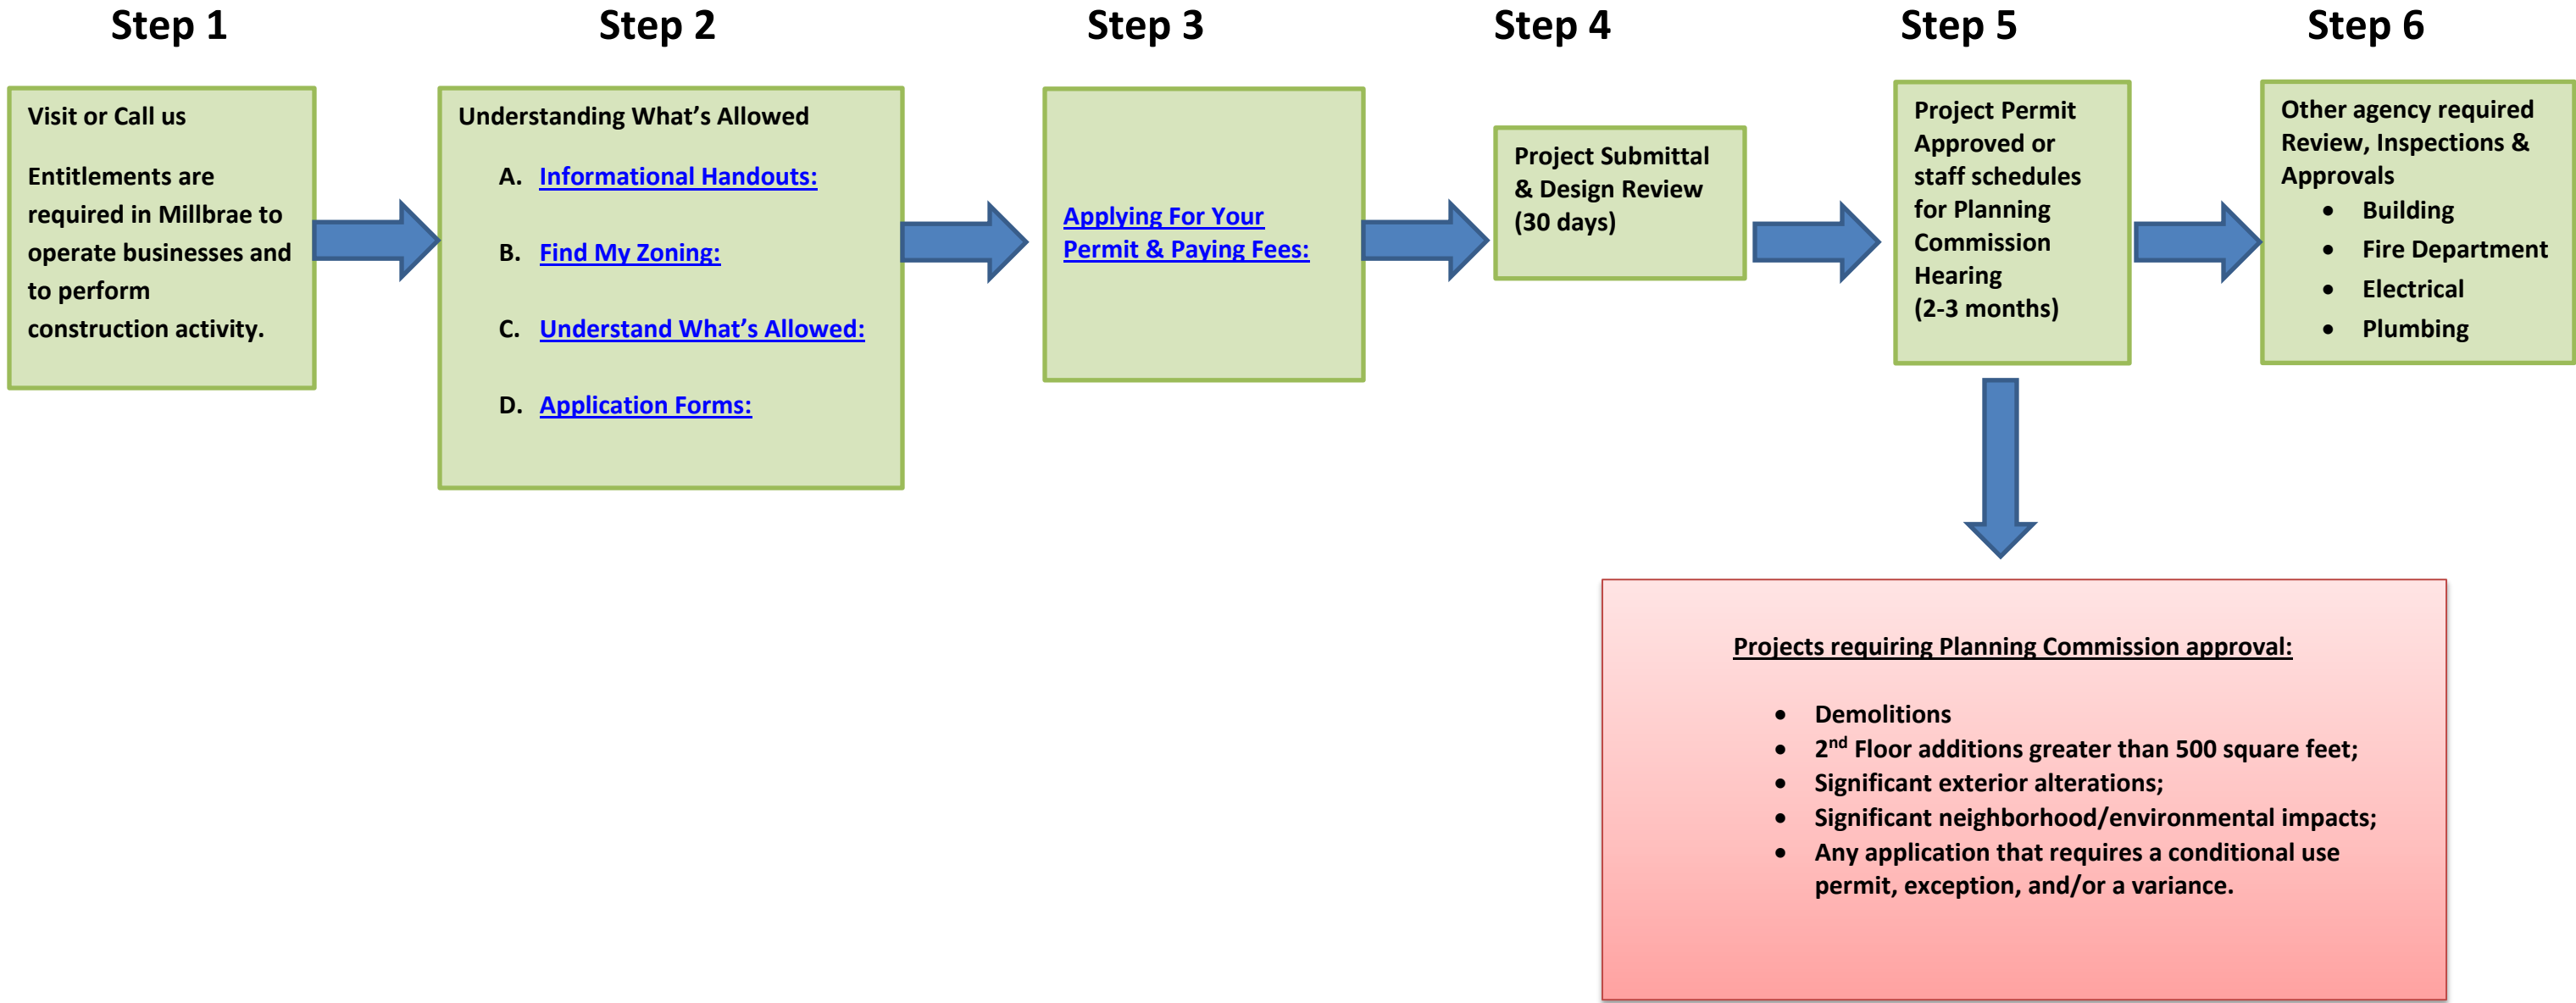 Step 1
Step 2
Step 3
Step 4
Step 5
Step 6
Visit or Call us
Entitlements are
required in Millbrae to
operate businesses and
to perform
construction activity.
Understanding What's Allowed
A. Informational Handouts:
B. Find My Zoning:
C. Understand What's Allowed:
D. Application Forms:
Applying For Your
Permit & Paying Fees:
Project Submittal
& Design Review
(30 days)
Project Permit
Approved or
staff schedules
for Planning
Commission
Hearing
(2-3 months)
Other agency required
Review, Inspections &
Approvals
• Building
• Fire Department
• Electrical
• Plumbing
Projects requiring Planning Commission approval:
• Demolitions
• 2nd Floor additions greater than 500 square feet;
• Significant exterior alterations;
• Significant neighborhood/environmental impacts;
• Any application that requires a conditional use
permit, exception, and/or a variance.